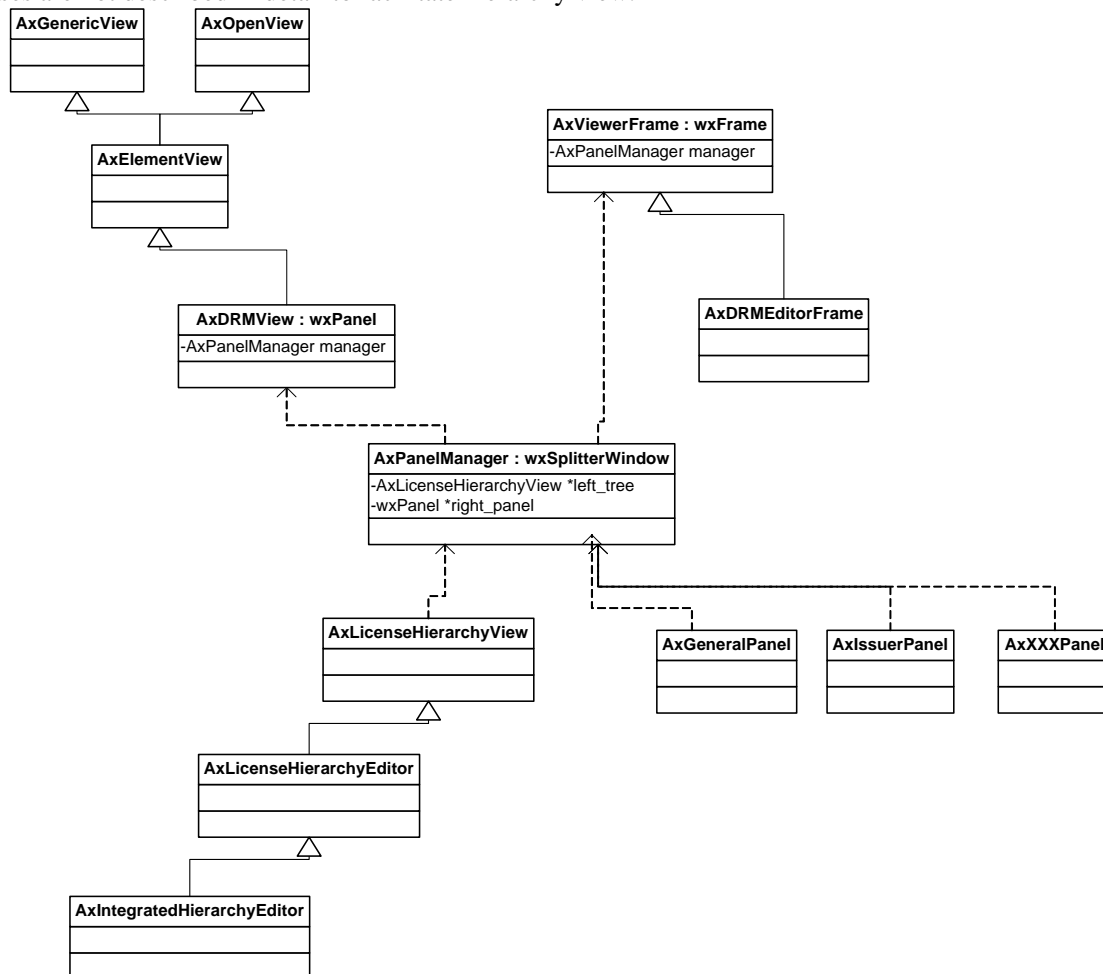 AxGenericView
AxOpenView
AxViewerFrame : wxFrame
-AxPanelManager manager
AxElementView
AxDRMView : wxPanel
-AxPanelManager manager
AxDRMEditorFrame
AxPanelManager : wxSplitterWindow
-AxLicenseHierarchyView *left_tree
-wxPanel *right_panel
AxLicenseHierarchyView
AxGeneralPanel
AxIssuerPanel
AxXXXPanel
AxLicenseHierarchyEditor
AxIntegratedHierarchyEditor